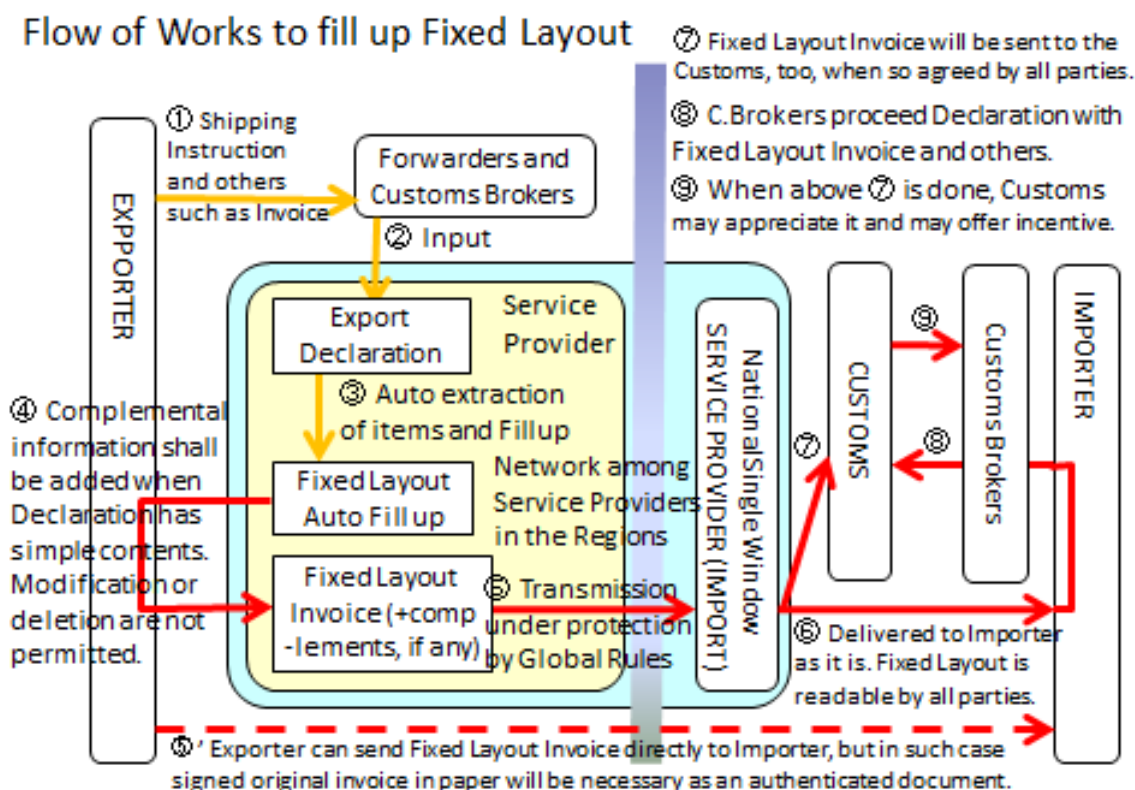 Flow of Works to fill up Fixed Layout
⑦ Fixed Layout Invoice will be sent to the
Customs, too, when so agreed by all parties.
⑧ C.Brokers proceed Declaration with
Fixed Layout Invoice and others.
⑨ When above ⑦ is done, Customs
may appreciate it and may offer incentive.
EXPPORTER
① Shipping
Instruction
and others
such as Invoice
Forwarders and
Customs Brokers
② Input
Service
Provider
Export
Declaration
③ Auto extraction
of items and Fill up
④ Complemental
information shall
be added when
Declaration has
simple contents.
Modification or
deletion are not
permitted.
Fixed Layout
Auto Fill up
Network among
Service Providers
in the Regions
Fixed Layout
Invoice (+comp
-lements, if any)
⑤ Transmission
under protection
by Global Rules
NationalSingle Window
SERVICE PROVIDER (IMPORT)
CUSTOMS
Customs Brokers
IMPORTER
⑨
⑧
⑦
⑥ Delivered to Importer
as it is. Fixed Layout is
readable by all parties.
⑤ ’ Exporter can send Fixed Layout Invoice directly to Importer, but in such case
signed original invoice in paper will be necessary as an authenticated document.